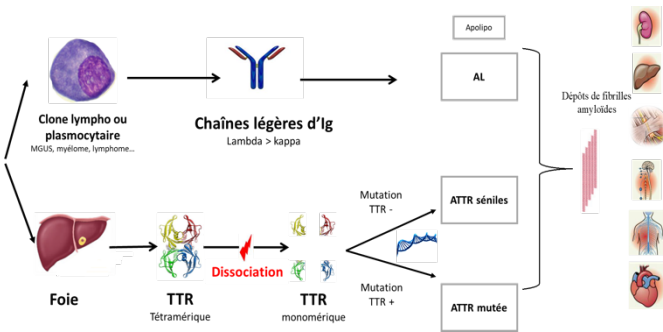 Apolipo
AL
Clone lympho ou
plasmocytaire
MGUS, myélome, lymphome...
Chaînes légères d'Ig
Lambda > kappa
Dépôts de fibrilles
amyloïdes
Mutation
TTR -
ATTR séniles
Dissociation
Foie
TTR
Tétramérique
TTR
monomérique
Mutation
TTR +
ATTR mutée